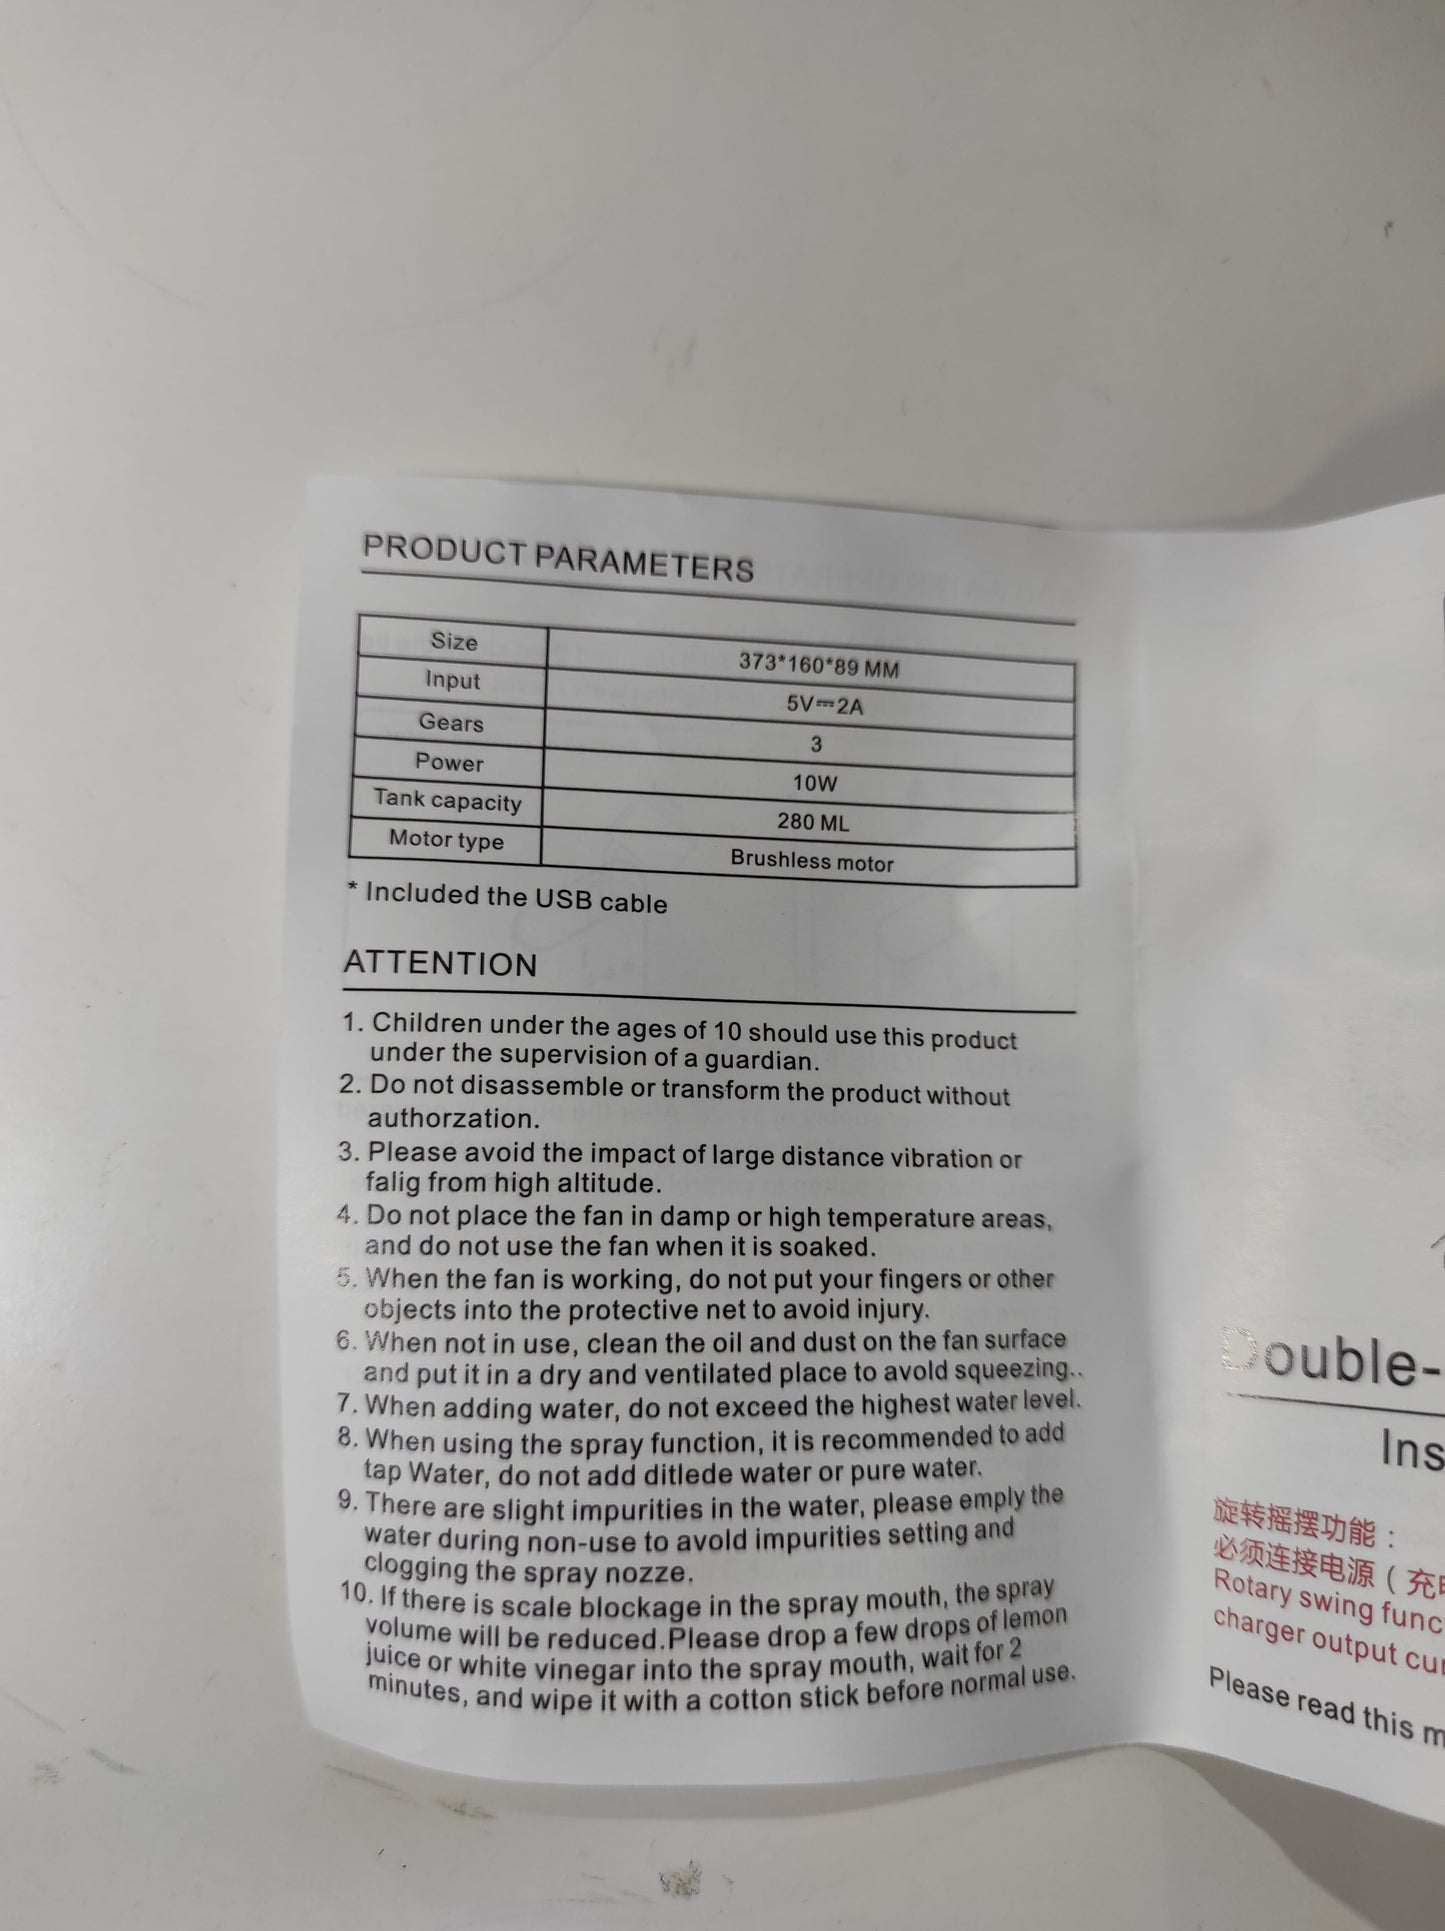 PRODUCT PARAMETERS
Size 373*160*89 MM
Input 5V⎓2A
Gears 3
Power 10W
Tank capacity 280 ML
Motor type Brushless motor
* Included the USB cable
ATTENTION
1. Children under the ages of 10 should use this product
under the supervision of a guardian.
2. Do not disassemble or transform the product without
authorzation.
3. Please avoid the impact of large distance vibration or
falig from high altitude.
4. Do not place the fan in damp or high temperature areas,
and do not use the fan when it is soaked.
5. When the fan is working, do not put your fingers or other
objects into the protective net to avoid injury.
6. When not in use, clean the oil and dust on the fan surface
and put it in a dry and ventilated place to avold squeezing..
7. When adding water, do not exceed the highest water level.
8. When using the spray function, it is recommended to add
tap Water, do not add ditlede water or pure water.
9. There are slight impurities in the water, please emply the
water during non-use to avold impurities setting and
clogging the spray nozze.
10. If there is scale blockage in the spray mouth, the spray
volume will be reduced.Please drop a few drops of lemon
juice or white vinegar into the spray mouth, wait for 2
minutes, and wipe it with a cotton stick before normal use.
Double-
Ins
旋转摇摆功能：
必须连接电源（充
Rotary swing func
charger output cu
Please read this m